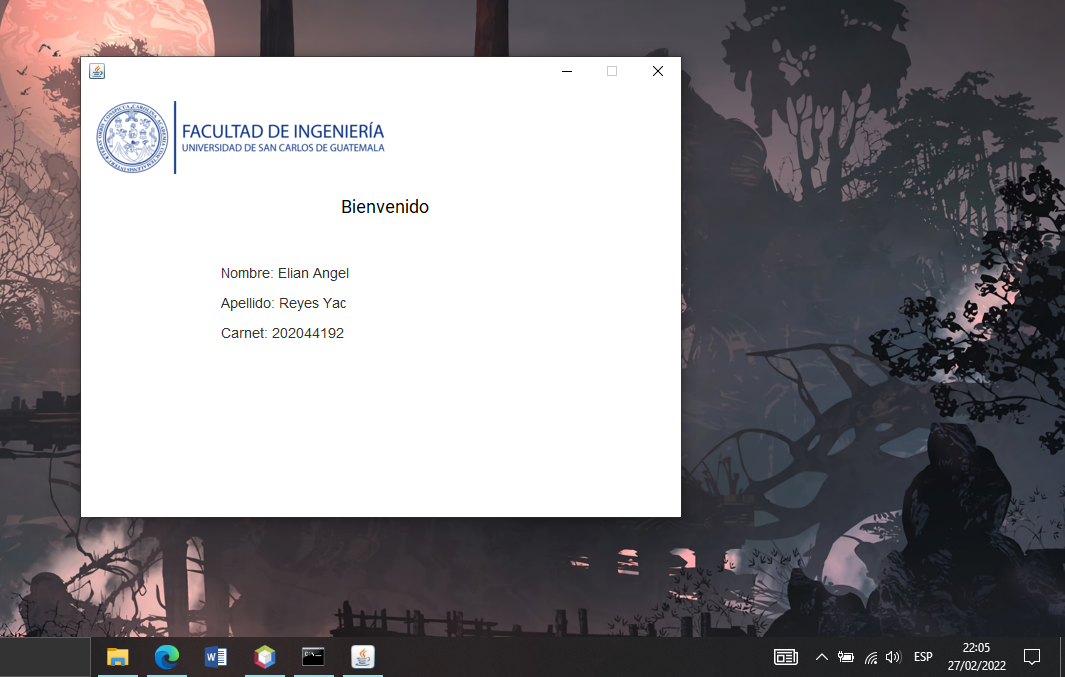 FACULTAD DE INGENIERÍA
UNIVERSIDAD DE SAN CARLOS DE GUATEMALA
Bienvenido
Nombre: Elian Angel
Apellido: Reyes Yac
Carnet: 202044192
ESP
22:05
27/02/2022